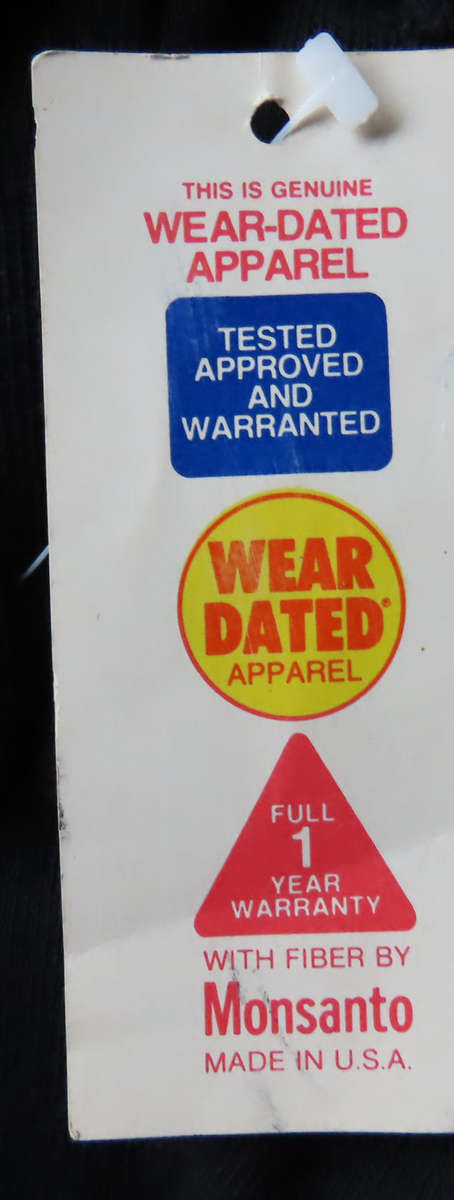 THIS IS GENUINE
WEAR-DATED
APPAREL
TESTED
APPROVED
AND
WARRANTED
WEAR
DATED®
APPAREL
FULL
1
YEAR
WARRANTY
WITH FIBER BY
Monsanto
MADE IN U.S.A.